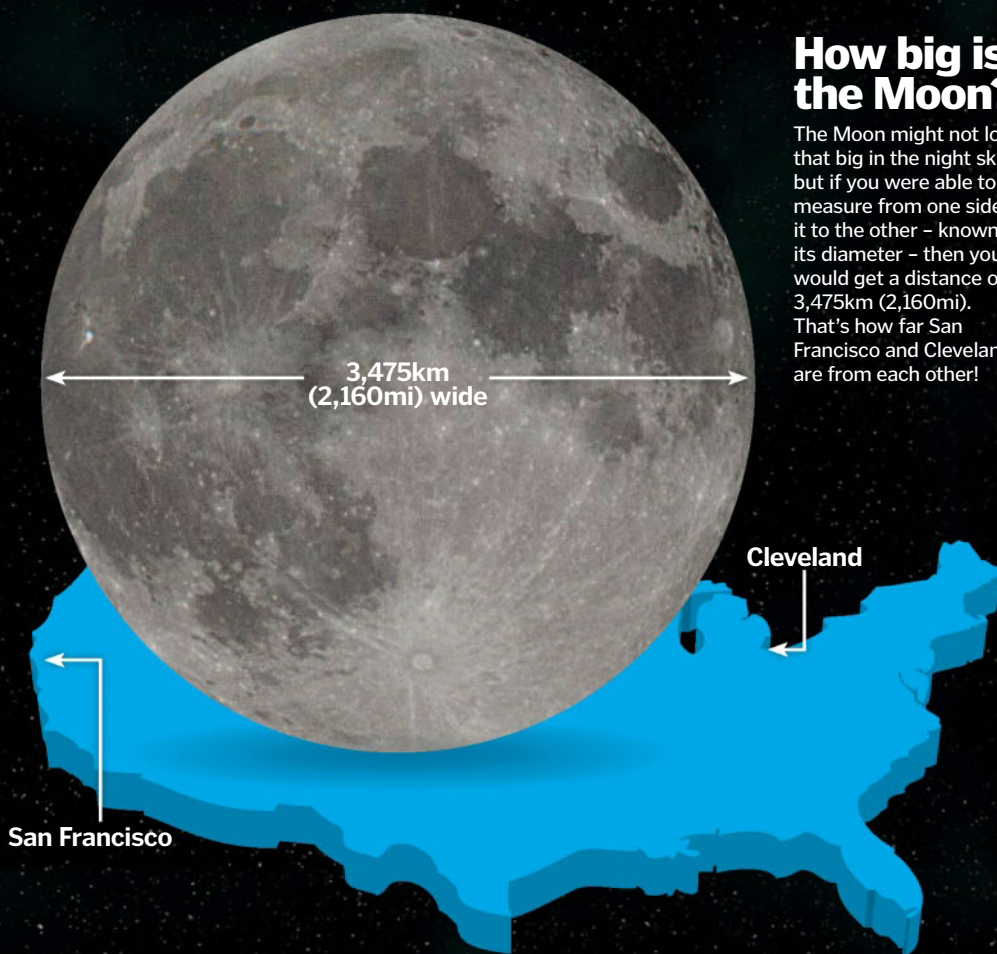 How big is
the Moon?
The Moon might not lo
that big in the night sk
but if you were able to
measure from one side
it to the other – known
its diameter – then you
would get a distance o
3,475km (2,160mi).
That's how far San
Francisco and Clevelan
are from each other!
3,475km
(2,160mi) wide
Cleveland
San Francisco